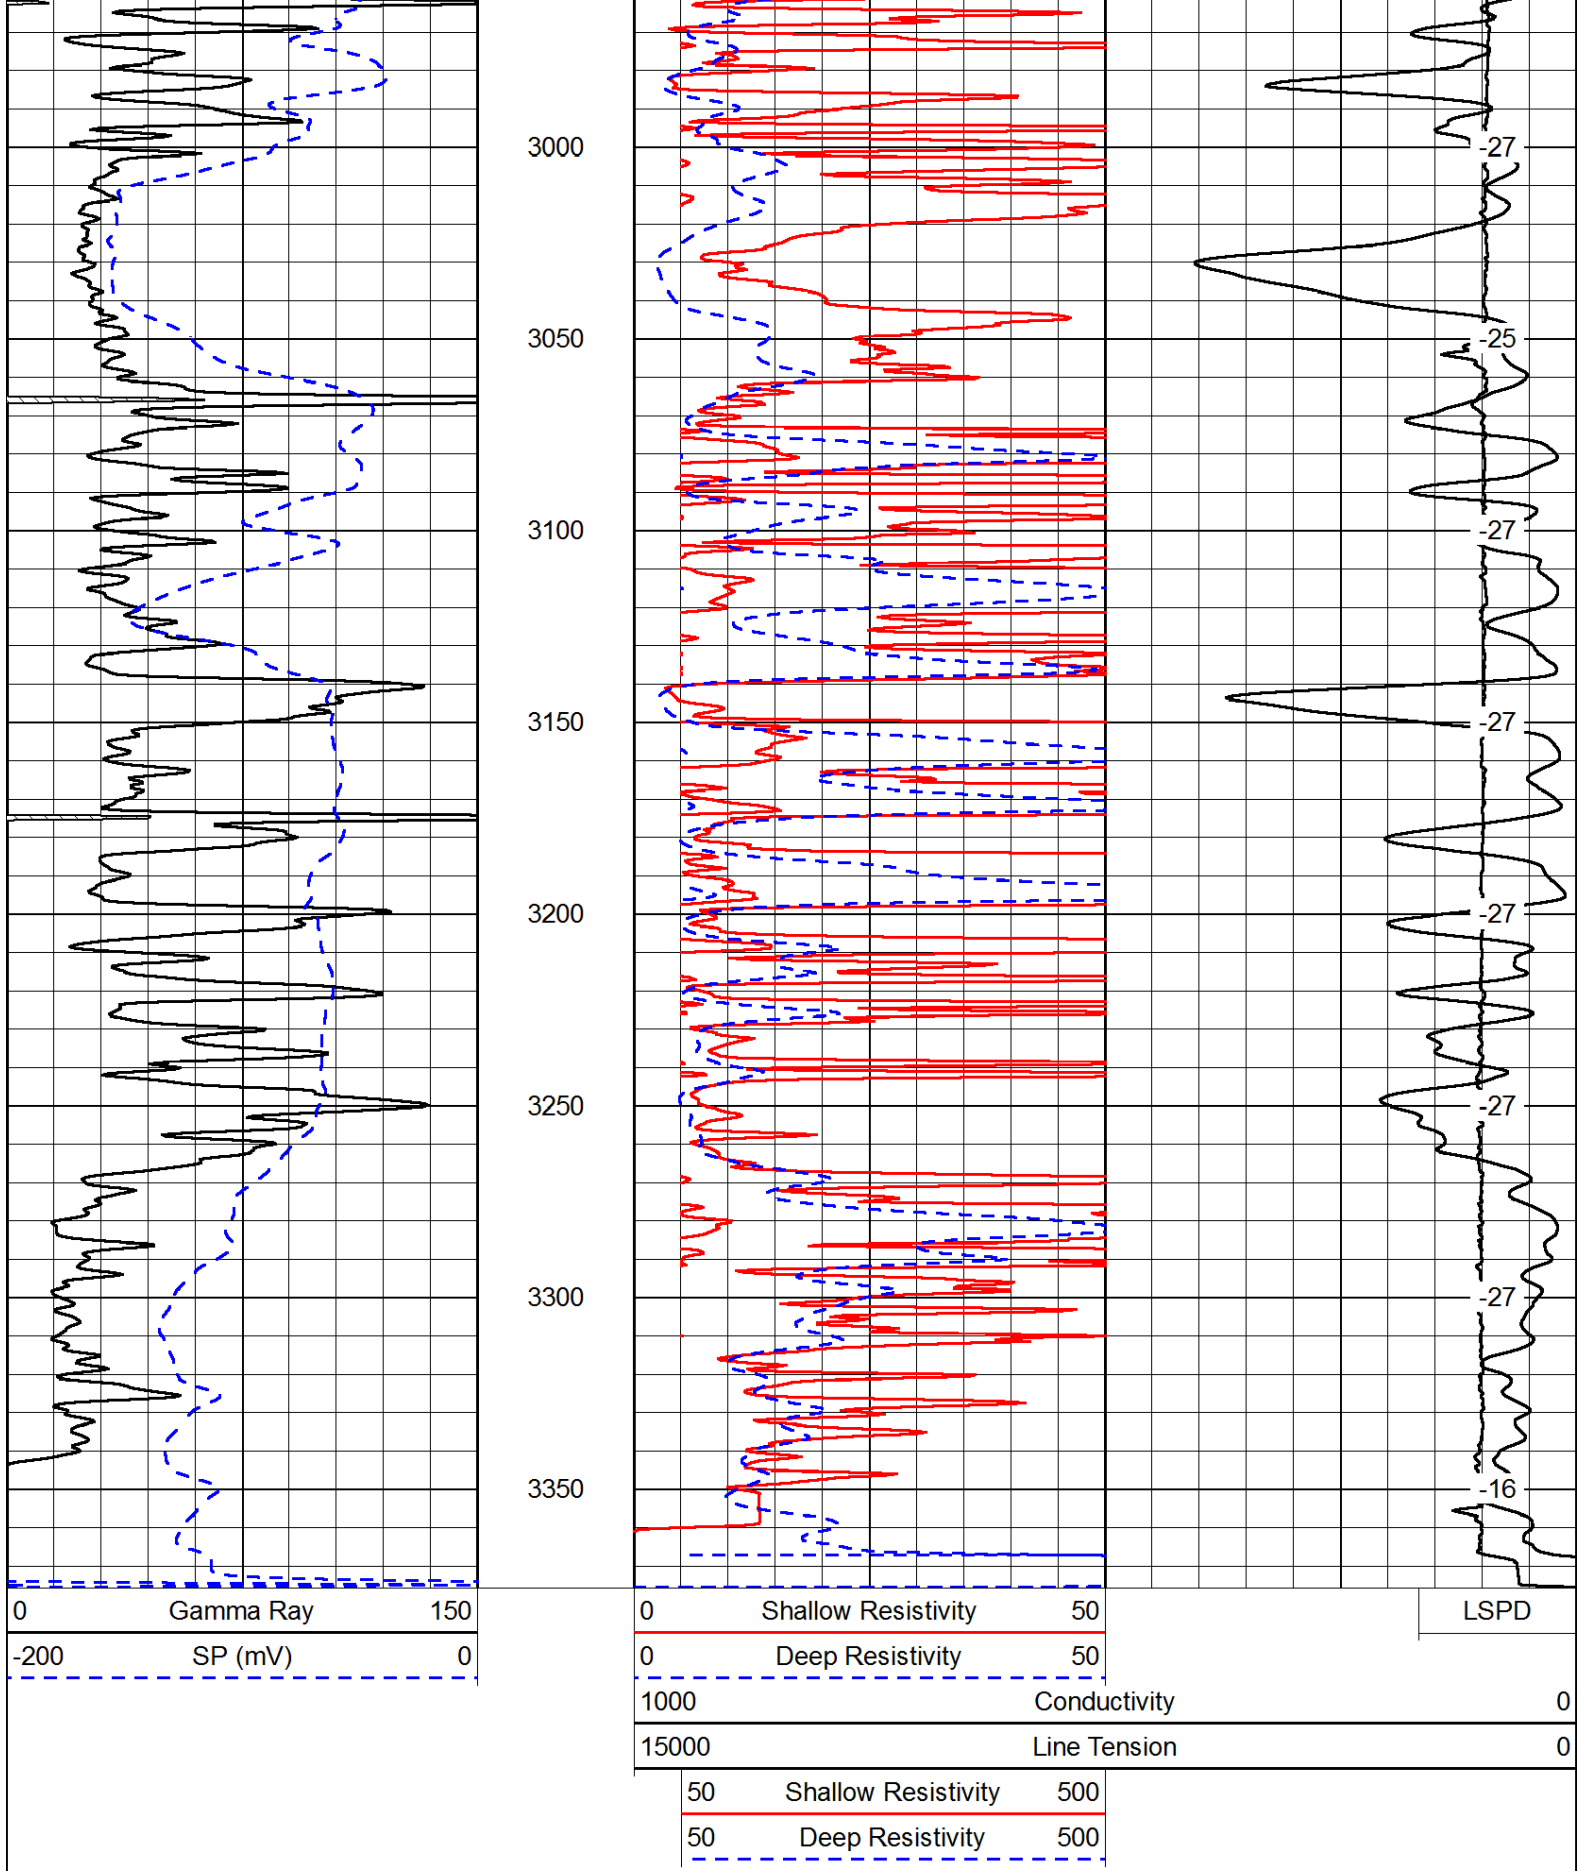 3000
-27
3050
-25
3100
-27
3150
-27
3200
-27
3250
-27
3300
-27
3350
-16
0 Gamma Ray 150
0 Shallow Resistivity 50
LSPD
-200 SP (mV) 0
0 Deep Resistivity 50
1000 Conductivity 0
15000 Line Tension 0
50 Shallow Resistivity 500
50 Deep Resistivity 500